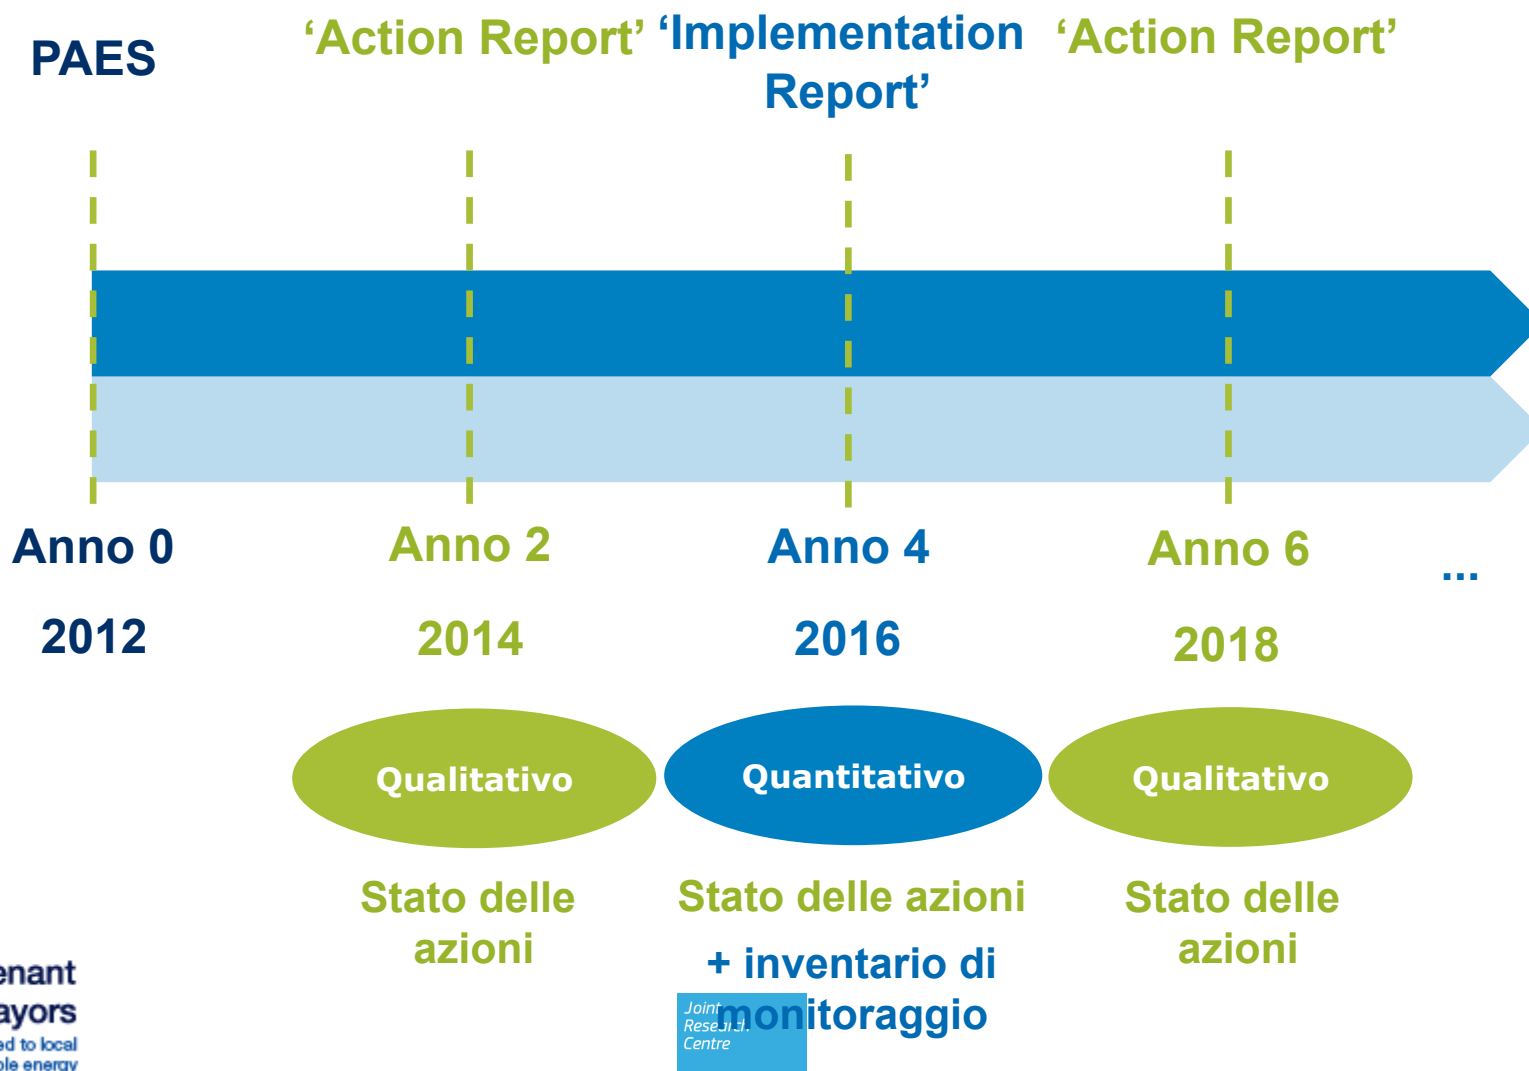 PAES
‘Action Report’
‘Implementation
Report’
‘Action Report’
Anno 0
Anno 2
Anno 4
Anno 6
...
2012
2014
2016
2018
Qualitativo
Quantitativo
Qualitativo
Stato delle
azioni
Stato delle azioni
+ inventario di
monitoraggio
Stato delle
azioni
enant
ayors
ed to local
ble energy
Joint
Research
Centre